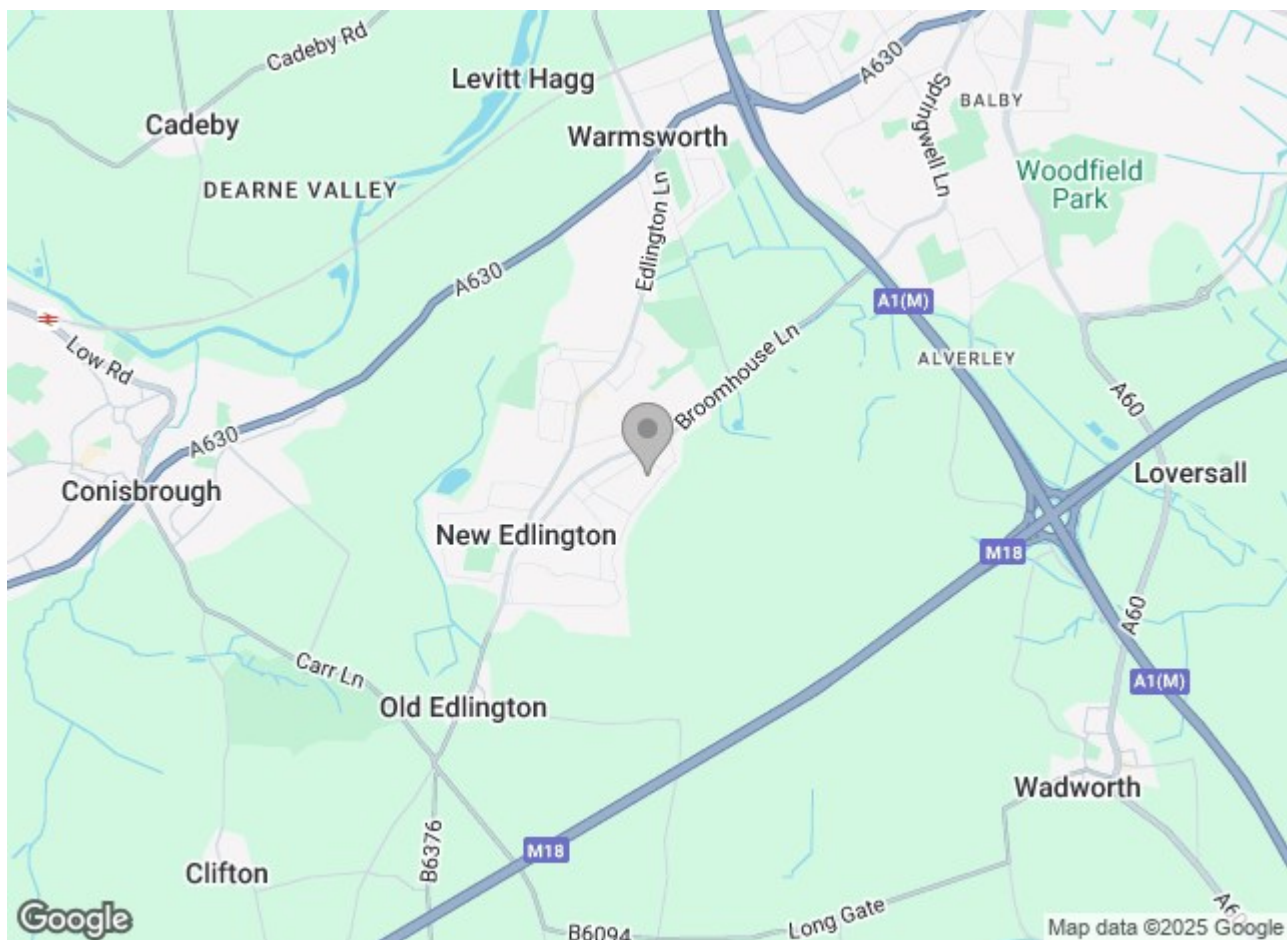 Cadeby Rd
Levitt Hagg
A630
Springwell Ln
BALBY
Cadeby
Warmsworth
Woodfield
Park
DEARNE VALLEY
Edlington Ln
A630
A1(M)
Low Rd
Broomhouse Ln
ALVERLEY
A60
A630
Conisbrough
Loversall
New Edlington
M18
A60
Carr Ln
A1(M)
Old Edlington
Wadworth
B6376
M18
Clifton
A60
Long Gate
Google
B6094
Map data ©2025 Google